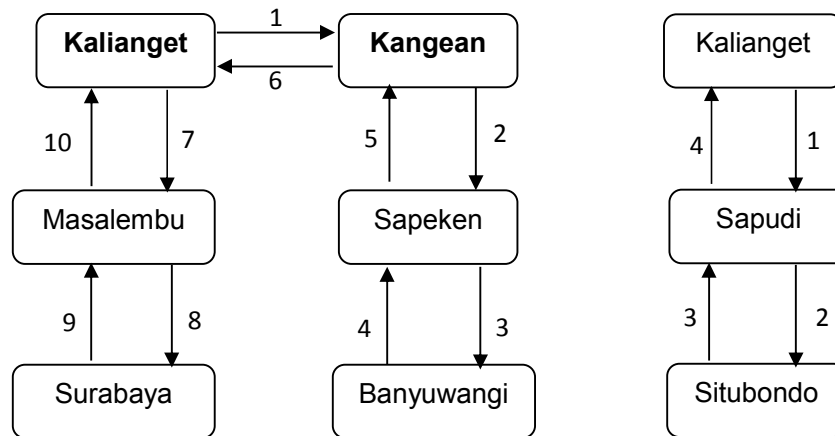 Kalianget
1
Kangean
Kalianget
6
10
7
5
2
4
1
Masalembu
Sapeken
Sapudi
9
8
4
3
3
2
Surabaya
Banyuwangi
Situbondo